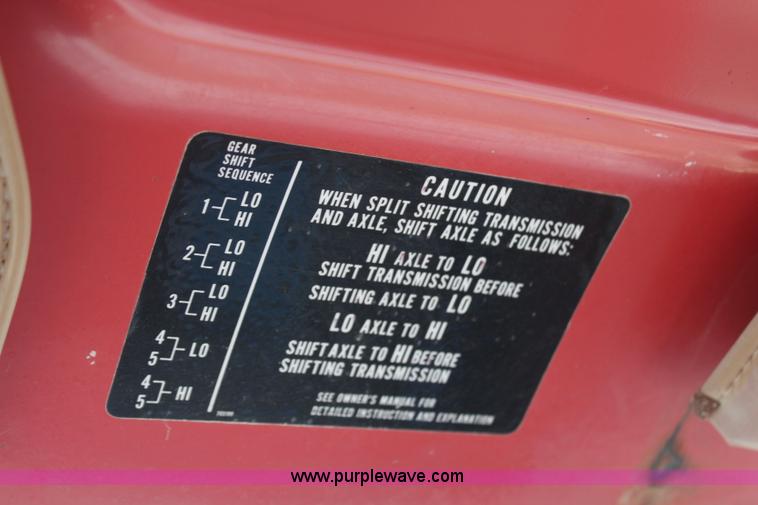 GEAR
SHIFT
SEQUENCE
1 LO
HI
2 LO
HI
3 LO
HI
4
5 LO
4
5 HI
CAUTION
WHEN SPLIT SHIFTING TRANSMISSION
AND AXLE, SHIFT AXLE AS FOLLOWS:
HI AXLE TO LO
SHIFT TRANSMISSION BEFORE
SHIFTING AXLE TO LO
LO AXLE TO HI
SHIFT AXLE TO HI BEFORE
SHIFTING TRANSMISSION
SEE OWNER'S MANUAL FOR
DETAILED INSTRUCTION AND EXPLANATION
www.purplewave.com